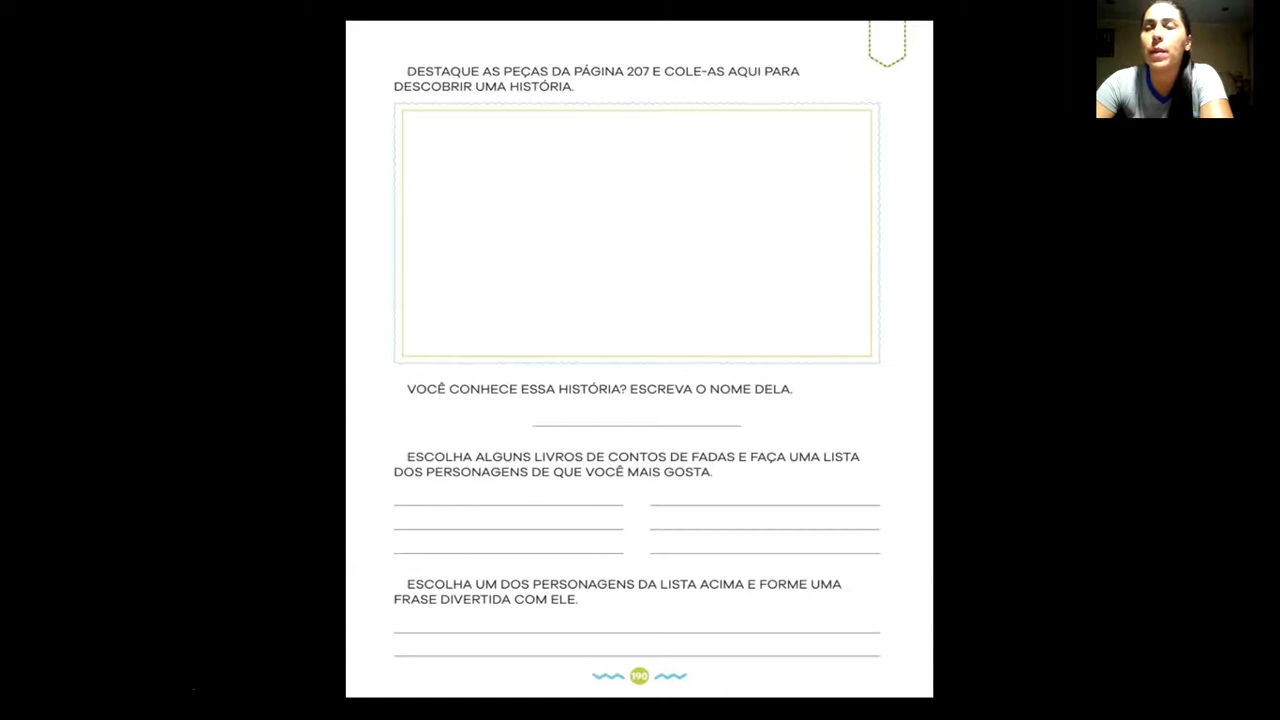 DESTAQUE AS PEÇAS DA PÁGINA 207 E COLE-AS AQUI PARA
DESCOBRIR UMA HISTÓRIA.
VOCÊ CONHECE ESSA HISTÓRIA? ESCREVA O NOME DELA.
ESCOLHA ALGUNS LIVROS DE CONTOS DE FADAS E FAÇA UMA LISTA
DOS PERSONAGENS DE QUE VOCÊ MAIS GOSTA.
ESCOLHA UM DOS PERSONAGENS DA LISTA ACIMA E FORME UMA
FRASE DIVERTIDA COM ELE.
190